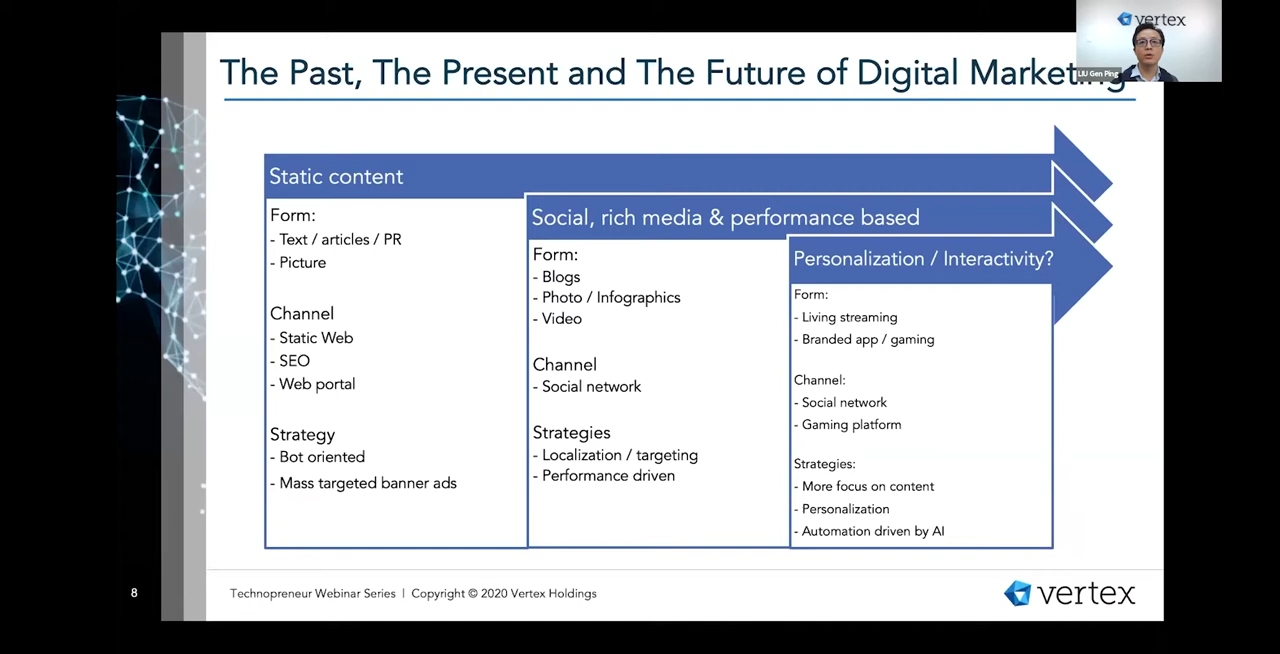 vertex
LIU Gen Ping
The Past, The Present and The Future of Digital Marketing
Static content
Form:
- Text / articles / PR
- Picture
Channel
- Static Web
- SEO
- Web portal
Strategy
- Bot oriented
- Mass targeted banner ads
Social, rich media & performance based
Form:
- Blogs
- Photo / Infographics
- Video
Channel
- Social network
Strategies
- Localization / targeting
- Performance driven
Personalization / Interactivity?
Form:
- Living streaming
- Branded app / gaming
Channel:
- Social network
- Gaming platform
Strategies:
- More focus on content
- Personalization
- Automation driven by AI
8
Technopreneur Webinar Series | Copyright © 2020 Vertex Holdings
vertex